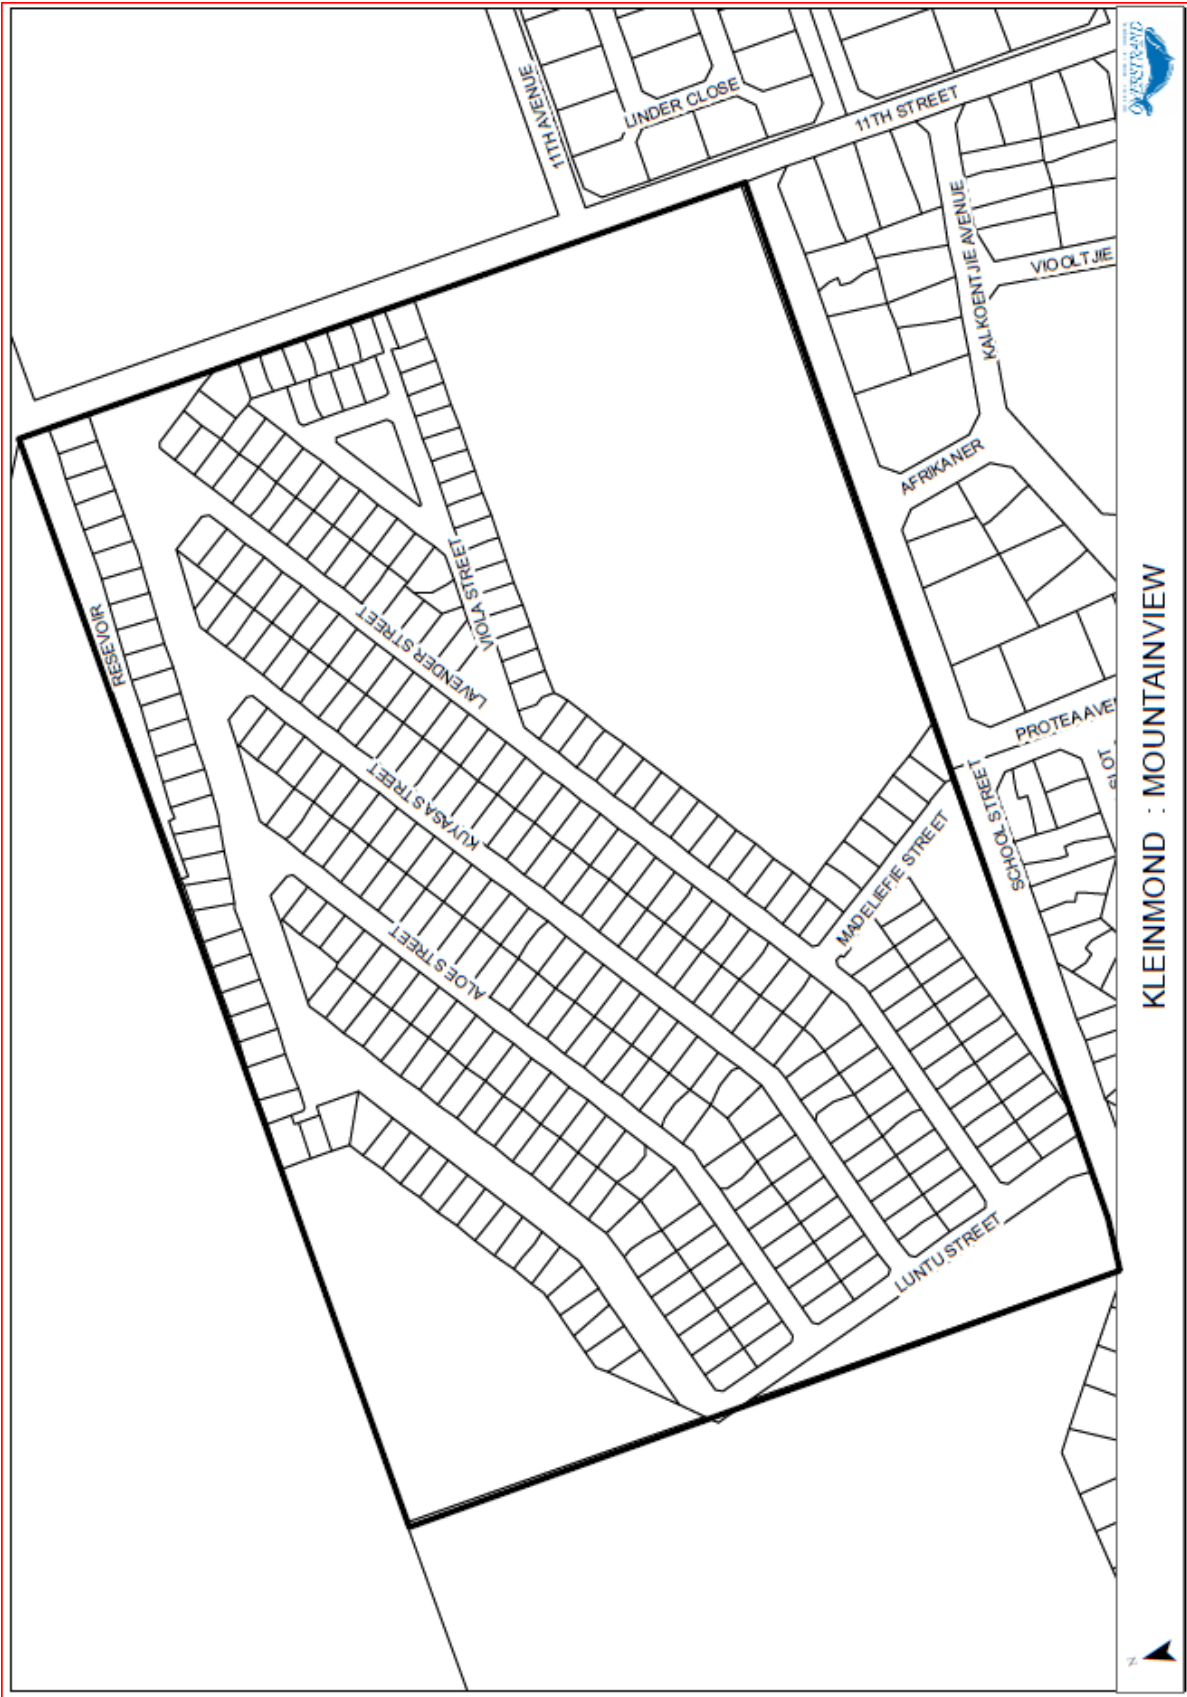 11TH AVENUE
LINDER CLOSE
11TH STREET
KALKOENTJIE AVENUE
VIOOLTJIE
AFRIKANER
RESEVOIR
VIOLA STREET
LAVENDER STREET
PROTEA AVE
KUYASA STREET
SCHOOL STREET
MADELIEFIE STREET
ALOE STREET
LUNTU STREET
OVERSTRAND
KLEINMOND : MOUNTAINVIEW
N